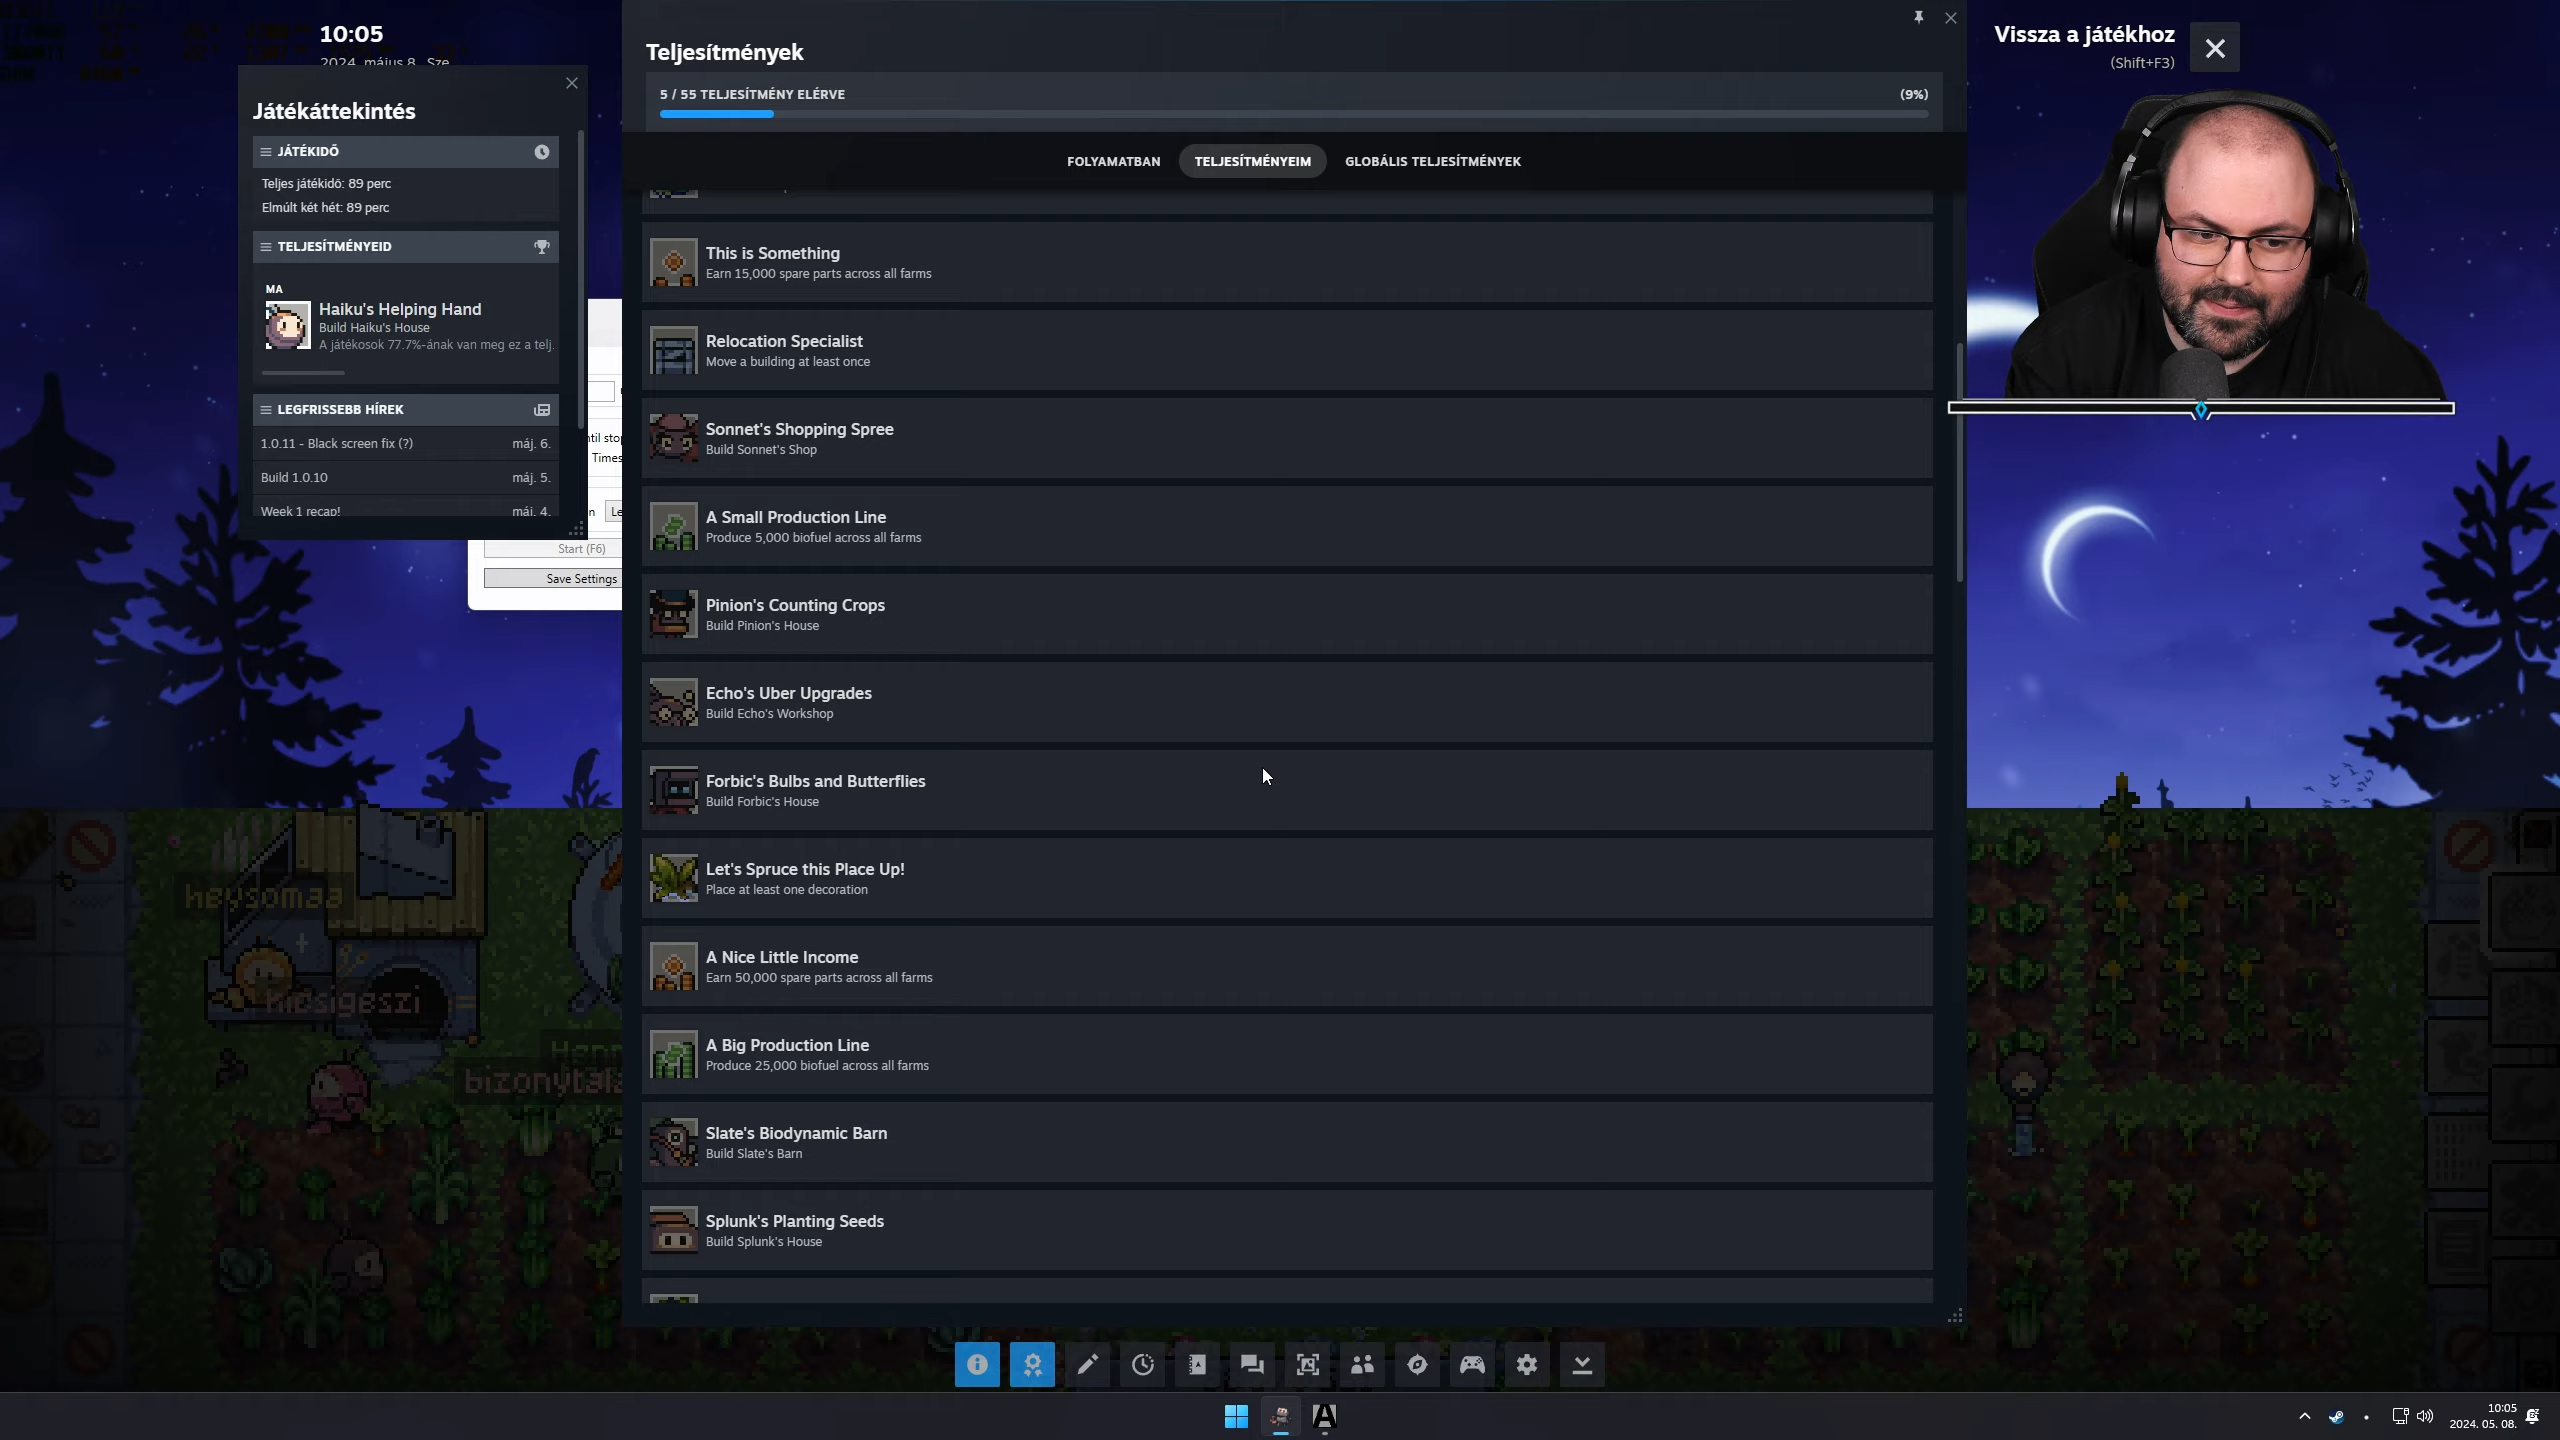 10:05
2024. május 8., Sze
Játékáttekintés
JÁTÉKIDŐ
Teljes játékidő: 89 perc
Elmúlt két hét: 89 perc
TELJESÍTMÉNYEID
MA
Haiku's Helping Hand
Build Haiku's House
A játékosok 77.7%-ának van meg ez a telj.
LEGFRISSEBB HÍREK
1.0.11 - Black screen fix (?) máj. 6.
Build 1.0.10 máj. 5.
Week 1 recap! máj. 4.
Times
Start (F6)
Save Settings
Teljesítmények
5 / 55 TELJESÍTMÉNY ELÉRVE (9%)
FOLYAMATBAN TELJESÍTMÉNYEIM GLOBÁLIS TELJESÍTMÉNYEK
This is Something
Earn 15,000 spare parts across all farms
Relocation Specialist
Move a building at least once
Sonnet's Shopping Spree
Build Sonnet's Shop
A Small Production Line
Produce 5,000 biofuel across all farms
Pinion's Counting Crops
Build Pinion's House
Echo's Uber Upgrades
Build Echo's Workshop
Forbic's Bulbs and Butterflies
Build Forbic's House
Let's Spruce this Place Up!
Place at least one decoration
A Nice Little Income
Earn 50,000 spare parts across all farms
A Big Production Line
Produce 25,000 biofuel across all farms
Slate's Biodynamic Barn
Build Slate's Barn
Splunk's Planting Seeds
Build Splunk's House
Vissza a játékhoz
(Shift+F3)
heysomaa
hicsigeszi
bizonytala
10:05
2024. 05. 08.